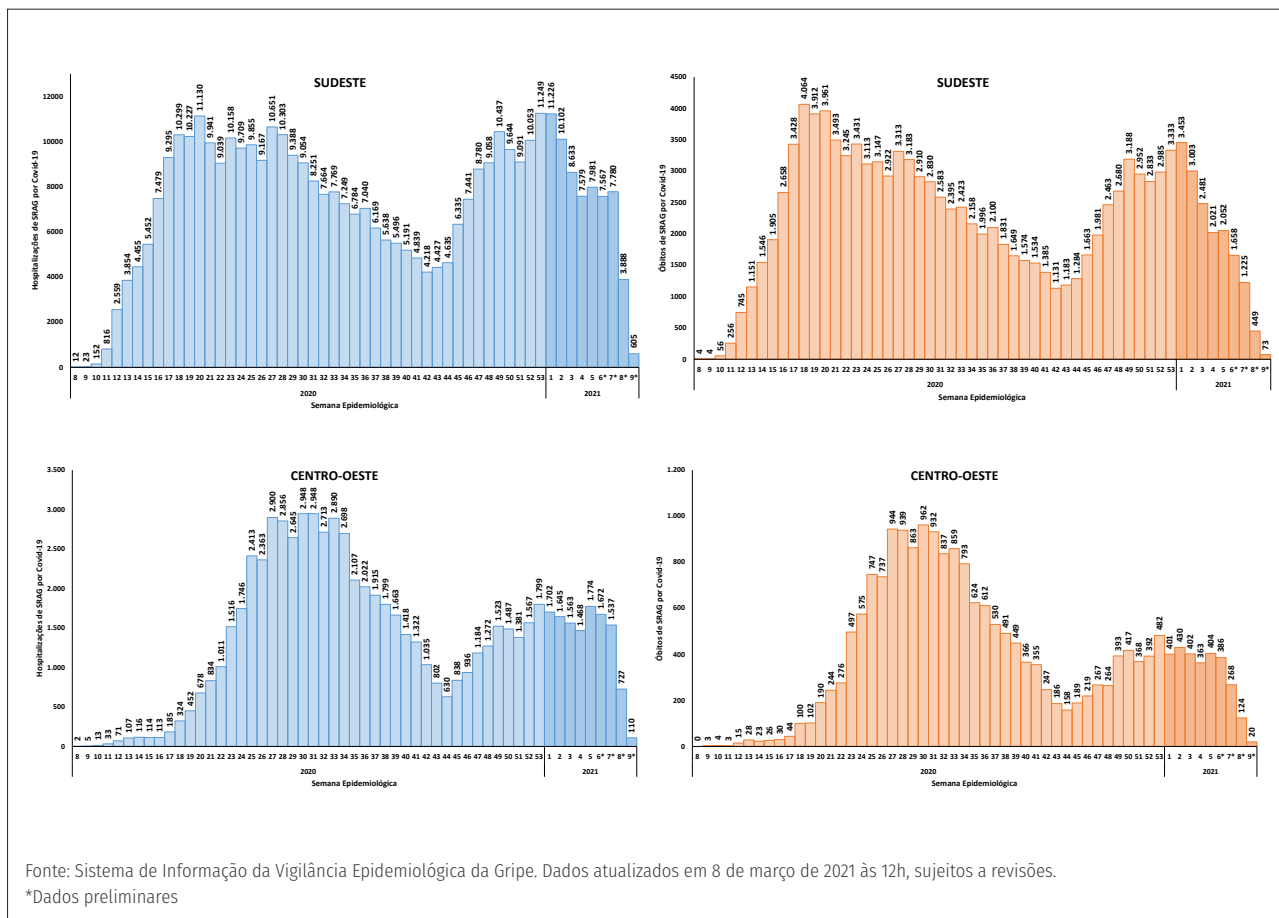 SUDESTE
Hospitalizações de SRAG por Covid-19
12000
10000
8000
6000
4000
2000
0
12 23 152 816 2.559 3.854 4.455 5.452 7.479 9.295 10.299 10.227 11.130 9.941 9.039 10.158 9.709 9.855 9.167 10.651 10.303 9.388 9.054 8.251 7.664 7.769 7.249 6.784 7.040 6.169 5.638 5.496 5.191 4.839 4.218 4.427 4.635 6.335 7.441 8.780 9.058 10.437 9.644 9.091 10.053 11.249 11.226 10.102 8.633 7.579 7.981 7.567 7.780 3.888 605
8 9 10 11 12 13 14 15 16 17 18 19 20 21 22 23 24 25 26 27 28 29 30 31 32 33 34 35 36 37 38 39 40 41 42 43 44 45 46 47 48 49 50 51 52 53 1 2 3 4 5 6* 7* 8* 9*
2020 2021
Semana Epidemiológica
SUDESTE
Óbitos de SRAG por Covid-19
4500
4000
3500
3000
2500
2000
1500
1000
500
0
4 4 56 256 745 1.151 1.546 1.905 2.658 3.428 4.064 3.912 3.961 3.493 3.245 3.431 3.113 3.147 2.922 3.313 3.183 2.910 2.830 2.583 2.395 2.423 2.158 1.996 2.100 1.831 1.649 1.574 1.534 1.385 1.131 1.183 1.284 1.663 1.981 2.463 2.680 3.188 2.952 2.833 2.985 3.333 3.453 3.003 2.481 2.021 2.052 1.658 1.225 449 73
8 9 10 11 12 13 14 15 16 17 18 19 20 21 22 23 24 25 26 27 28 29 30 31 32 33 34 35 36 37 38 39 40 41 42 43 44 45 46 47 48 49 50 51 52 53 1 2 3 4 5 6* 7* 8* 9*
2020 2021
Semana Epidemiológica
CENTRO-OESTE
Hospitalizações de SRAG por Covid-19
3.500
3.000
2.500
2.000
1.500
1.000
500
0
2 5 13 33 71 107 116 114 113 185 324 452 678 834 1.011 1.516 1.746 2.413 2.363 2.900 2.856 2.645 2.948 2.948 2.713 2.890 2.698 2.107 2.022 1.915 1.799 1.663 1.418 1.322 1.035 802 630 838 936 1.184 1.272 1.523 1.487 1.381 1.567 1.799 1.702 1.645 1.563 1.468 1.774 1.672 1.537 727 110
8 9 10 11 12 13 14 15 16 17 18 19 20 21 22 23 24 25 26 27 28 29 30 31 32 33 34 35 36 37 38 39 40 41 42 43 44 45 46 47 48 49 50 51 52 53 1 2 3 4 5 6* 7* 8* 9*
2020 2021
Semana Epidemiológica
CENTRO-OESTE
Óbitos de SRAG por Covid-19
1.200
1.000
800
600
400
200
0
0 3 4 3 15 28 23 26 30 44 100 102 190 244 276 497 575 747 737 944 939 863 962 932 837 859 793 624 612 530 491 449 366 355 247 186 158 189 219 267 264 393 417 368 392 482 401 430 402 363 404 386 268 124 20
8 9 10 11 12 13 14 15 16 17 18 19 20 21 22 23 24 25 26 27 28 29 30 31 32 33 34 35 36 37 38 39 40 41 42 43 44 45 46 47 48 49 50 51 52 53 1 2 3 4 5 6* 7* 8* 9*
2020 2021
Semana Epidemiológica
Fonte: Sistema de Informação da Vigilância Epidemiológica da Gripe. Dados atualizados em 8 de março de 2021 às 12h, sujeitos a revisões.
*Dados preliminares